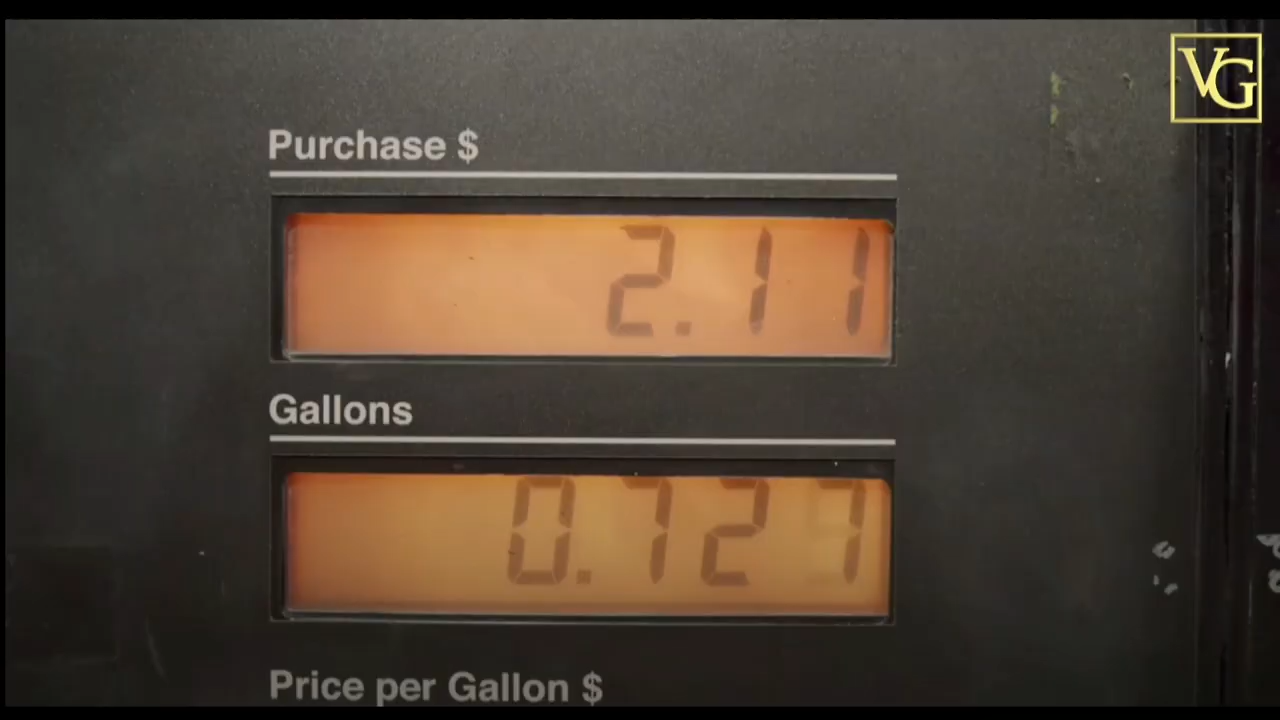 VG
Purchase $
2.11
Gallons
0.727
Price per Gallon $